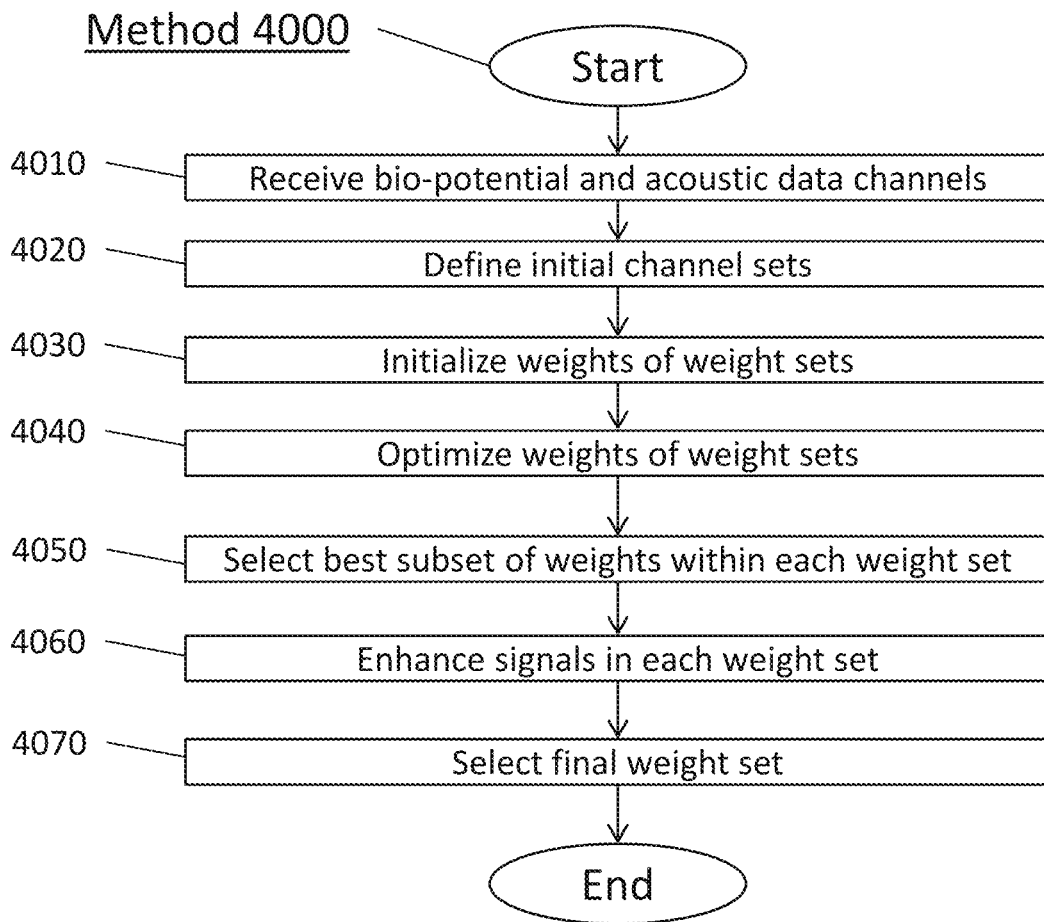 Method 4000
Start
4010
Receive bio-potential and acoustic data channels
4020
Define initial channel sets
4030
Initialize weights of weight sets
4040
Optimize weights of weight sets
4050
Select best subset of weights within each weight set
4060
Enhance signals in each weight set
4070
Select final weight set
End